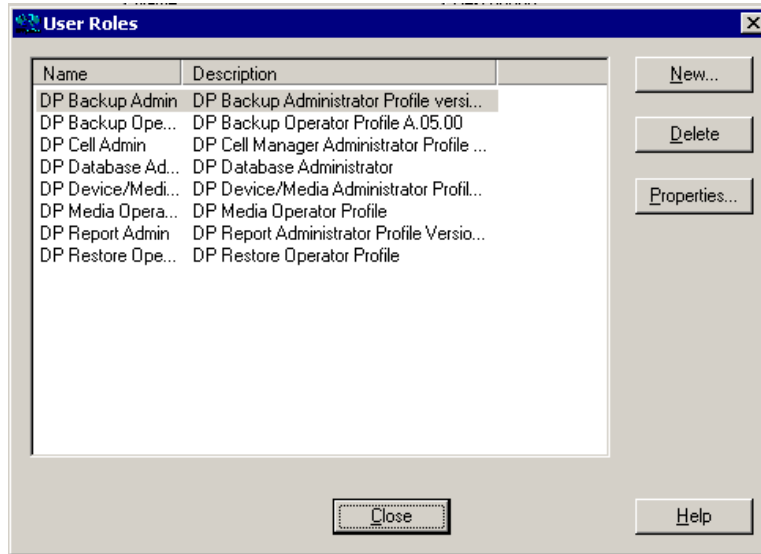 User Roles
Name Description
DP Backup Admin DP Backup Administrator Profile versi...
DP Backup Ope... DP Backup Operator Profile A.05.00
DP Cell Admin DP Cell Manager Administrator Profile ...
DP Database Ad... DP Database Administrator
DP Device/Medi... DP Device/Media Administrator Profil...
DP Media Opera... DP Media Operator Profile
DP Report Admin DP Report Administrator Profile Versio...
DP Restore Ope... DP Restore Operator Profile
New...
Delete
Properties...
Close
Help